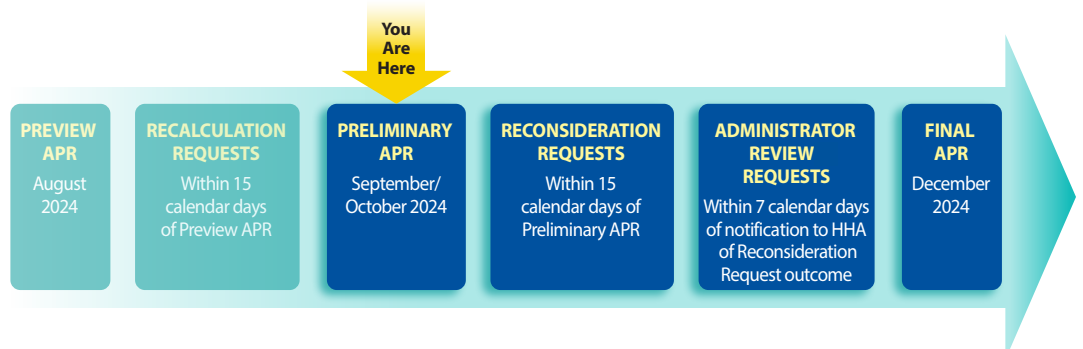 You
Are
Here
PREVIEW
APR
August
2024
RECALCULATION
REQUESTS
Within 15
calendar days
of Preview APR
PRELIMINARY
APR
September/
October 2024
RECONSIDERATION
REQUESTS
Within 15
calendar days of
Preliminary APR
ADMINISTRATOR
REVIEW
REQUESTS
Within 7 calendar days
of notification to HHA
of Reconsideration
Request outcome
FINAL
APR
December
2024